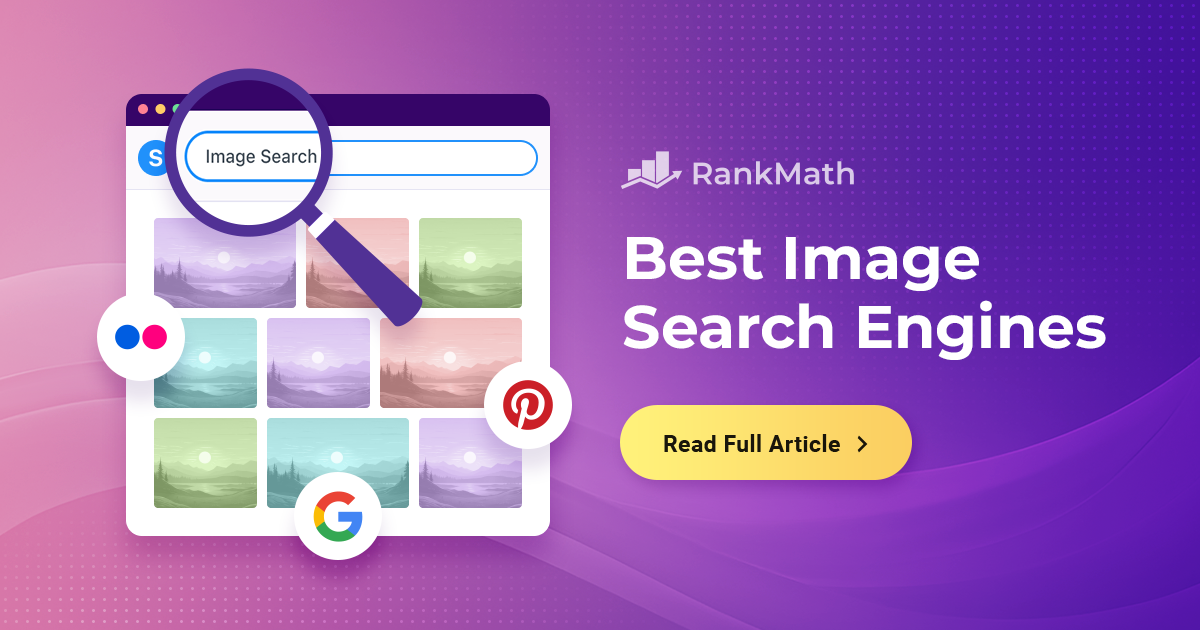 S
Image Search
RankMath
Best Image
Search Engines
Read Full Article
G